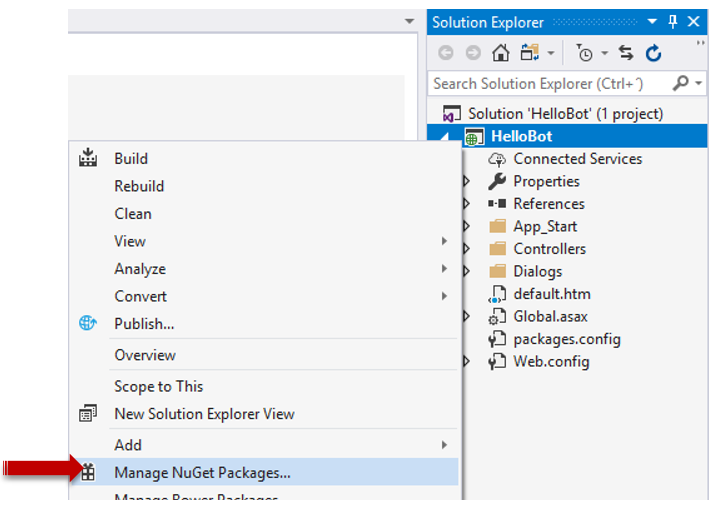 Solution Explorer
Search Solution Explorer (Ctrl+´)
Solution 'HelloBot' (1 project)
HelloBot
Connected Services
Properties
References
App_Start
Controllers
Dialogs
default.htm
Global.asax
packages.config
Web.config
Build
Rebuild
Clean
View
Analyze
Convert
Publish...
Overview
Scope to This
New Solution Explorer View
Add
Manage NuGet Packages...
Manage Bower Packages